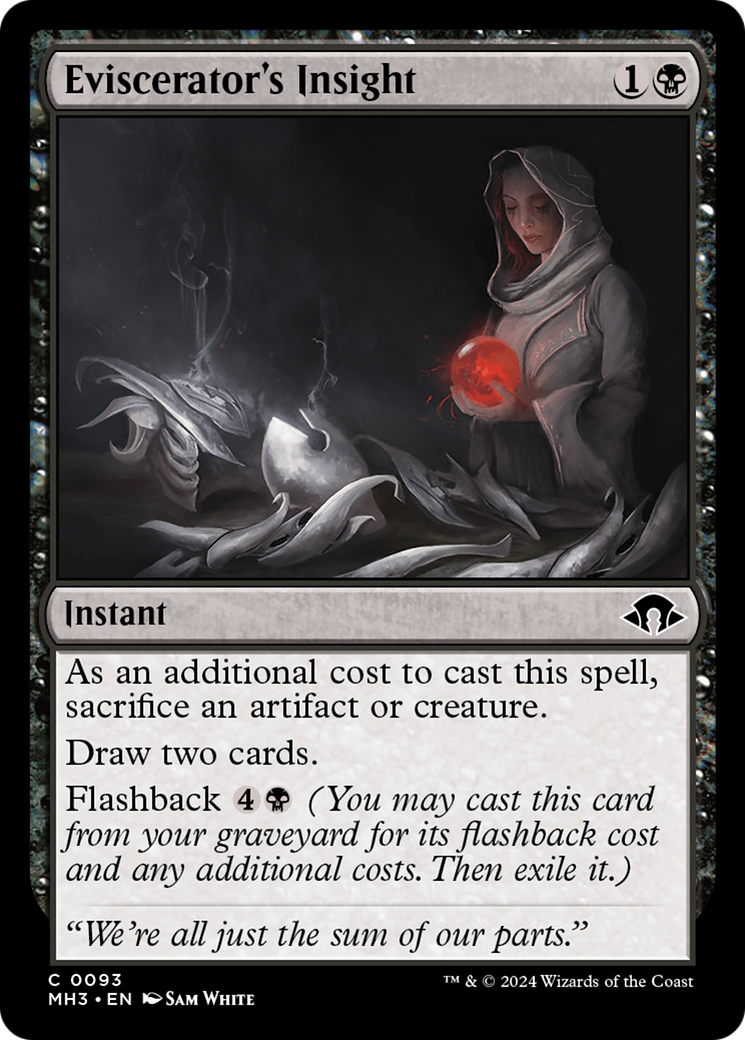 Eviscerator's Insight 1
Instant
As an additional cost to cast this spell,
sacrifice an artifact or creature.
Draw two cards.
Flashback 4 (You may cast this card
from your graveyard for its flashback cost
and any additional costs. Then exile it.)
“We're all just the sum of our parts.”
C 0093
MH3 • EN Sam White
™ & © 2024 Wizards of the Coast